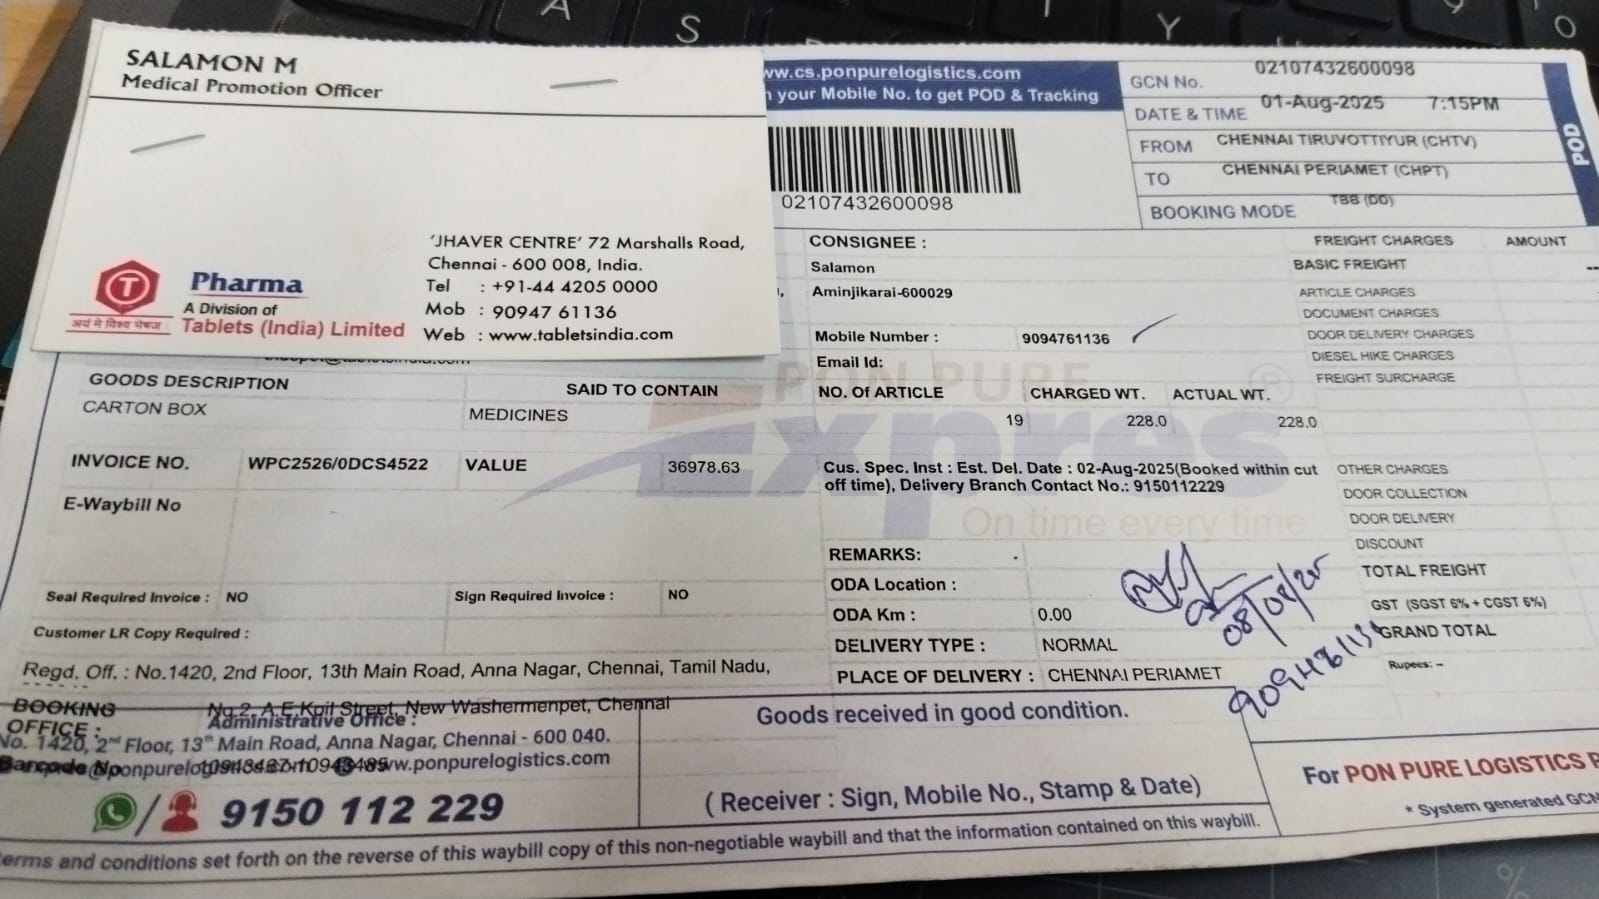 SALAMON M
Medical Promotion Officer
'JHAVER CENTRE' 72 Marshalls Road,
Chennai - 600 008, India.
Tel : +91-44 4205 0000
Mob : 90947 61136
Web : www.tabletsindia.com
T
अयं मे विश्व भेषजः
Pharma
A Division of
Tablets (India) Limited
ww.cs.ponpurelogistics.com
your Mobile No. to get POD & Tracking
02107432600098
GCN No. 02107432600098
DATE & TIME 01-Aug-2025 7:15PM
FROM CHENNAI TIRUVOTTIYUR (CHTV)
TO CHENNAI PERIAMET (CHPT)
BOOKING MODE TBB (DD)
POD
CONSIGNEE :
Salamon
Aminjikarai-600029
Mobile Number : 9094761136
Email Id:
FREIGHT CHARGES AMOUNT
BASIC FREIGHT --
ARTICLE CHARGES
DOCUMENT CHARGES
DOOR DELIVERY CHARGES
DIESEL HIKE CHARGES
FREIGHT SURCHARGE
PON PURE
Expres
On time every time
GOODS DESCRIPTION SAID TO CONTAIN
CARTON BOX MEDICINES
NO. Of ARTICLE CHARGED WT. ACTUAL WT.
19 228.0 228.0
INVOICE NO. WPC2526/0DCS4522 VALUE 36978.63
E-Waybill No
Cus. Spec. Inst : Est. Del. Date : 02-Aug-2025(Booked within cut
off time), Delivery Branch Contact No.: 9150112229
OTHER CHARGES
DOOR COLLECTION
DOOR DELIVERY
DISCOUNT
TOTAL FREIGHT
GST (SGST 6% + CGST 6%)
GRAND TOTAL
Rupees: –
REMARKS: .
ODA Location :
ODA Km : 0.00
DELIVERY TYPE : NORMAL
PLACE OF DELIVERY : CHENNAI PERIAMET
08/08/25
Seal Required Invoice : NO Sign Required Invoice : NO
Customer LR Copy Required :
Regd. Off. : No.1420, 2nd Floor, 13th Main Road, Anna Nagar, Chennai, Tamil Nadu,
BOOKING OFFICE : No 2, A E Koil Street, New Washermenpet, Chennai
Administrative Office :
No. 1420, 2nd Floor, 13th Main Road, Anna Nagar, Chennai - 600 040.
Barcode No
www.ponpurelogistics.com
9150 112 229
Goods received in good condition.
( Receiver : Sign, Mobile No., Stamp & Date)
For PON PURE LOGISTICS P
* System generated GCN
erms and conditions set forth on the reverse of this waybill copy of this non-negotiable waybill and that the information contained on this waybill.